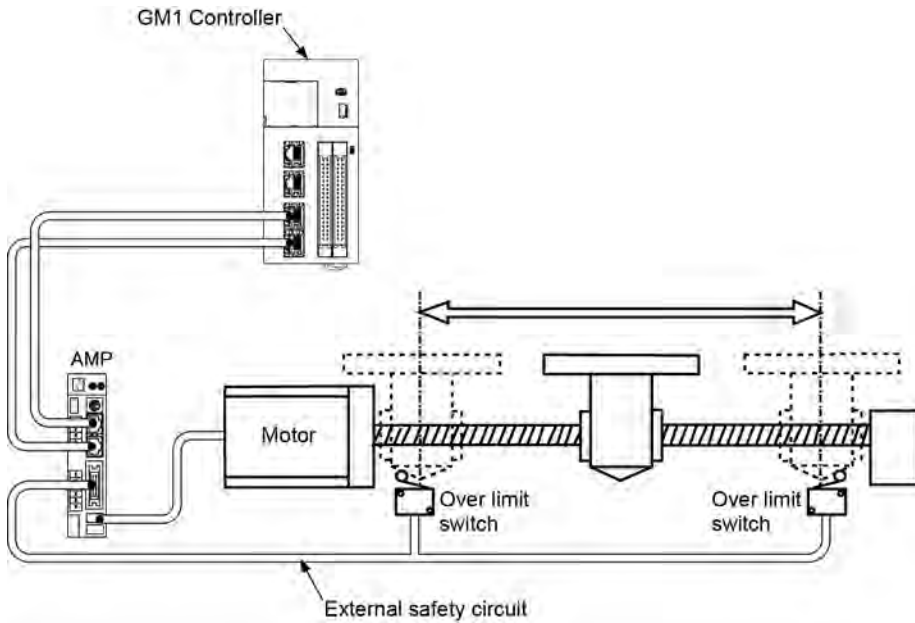 GM1 Controller
AMP
Motor
Over limit
switch
Over limit
switch
External safety circuit